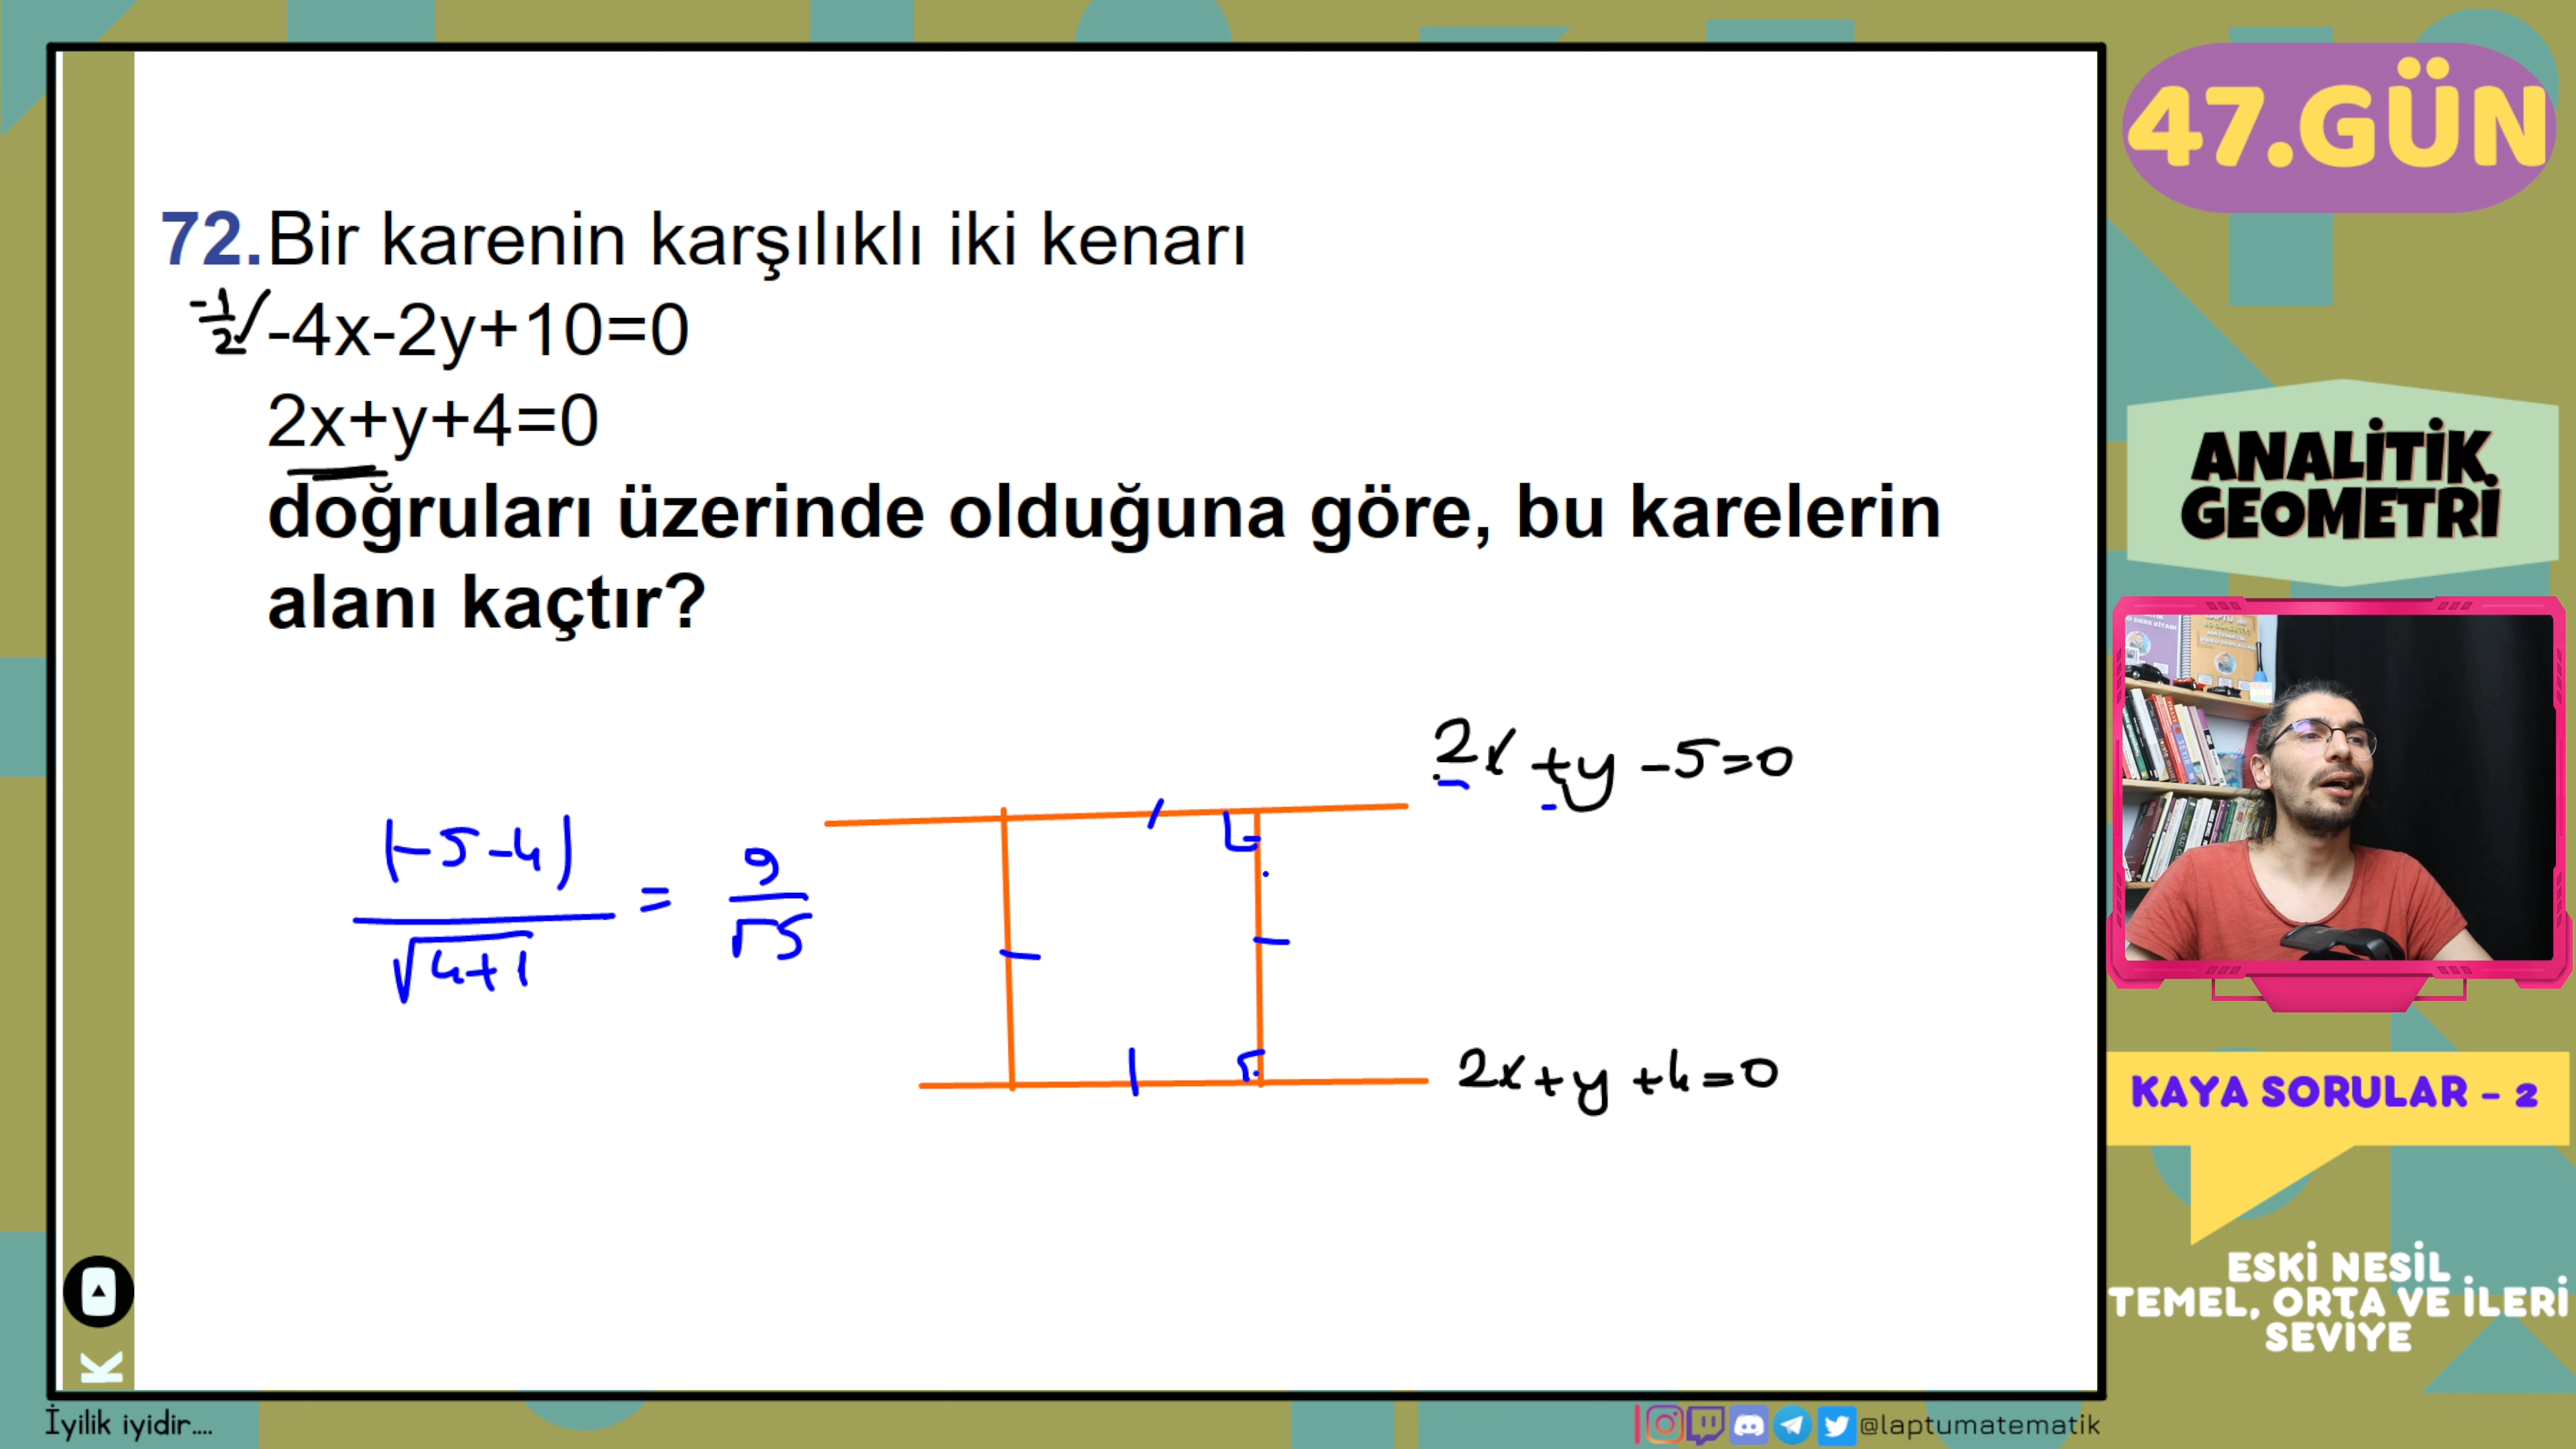 47.GÜN
72.Bir karenin karşılıklı iki kenarı
-1/2 -4x-2y+10=0
2x+y+4=0
doğruları üzerinde olduğuna göre, bu karelerin
alanı kaçtır?
ANALİTİK
GEOMETRİ
2x+y-5=0
|-5-4|/√4+1 = 9/√5
2x+y+4=0
KAYA SORULAR - 2
ESKİ NESİL
TEMEL, ORTA VE İLERİ
SEVİYE
K
İyilik iyidir....
@laptumatematik